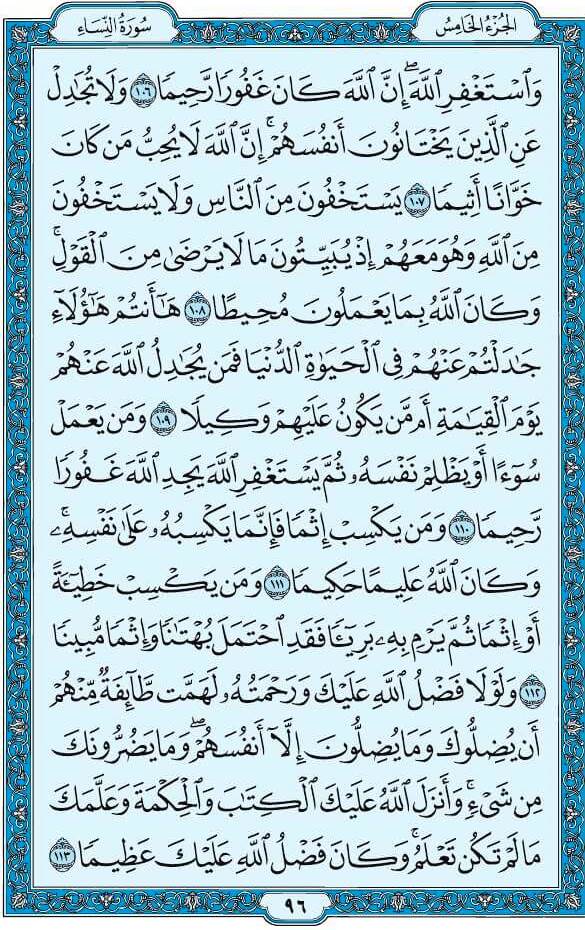 الجُزْءُ الخَامِسُ
سُورَةُ النِّسَاءِ
وَٱسْتَغْفِرِ ٱللَّهَۖ إِنَّ ٱللَّهَ كَانَ غَفُورًا رَّحِيمًا ١٠٦ وَلَا تُجَٰدِلْ
عَنِ ٱلَّذِينَ يَخْتَانُونَ أَنفُسَهُمْۚ إِنَّ ٱللَّهَ لَا يُحِبُّ مَن كَانَ
خَوَّانًا أَثِيمًا ١٠٧ يَسْتَخْفُونَ مِنَ ٱلنَّاسِ وَلَا يَسْتَخْفُونَ
مِنَ ٱللَّهِ وَهُوَ مَعَهُمْ إِذْ يُبَيِّتُونَ مَا لَا يَرْضَىٰ مِنَ ٱلْقَوْلِۚ
وَكَانَ ٱللَّهُ بِمَا يَعْمَلُونَ مُحِيطًا ١٠٨ هَٰٓأَنتُمْ هَٰٓؤُلَآءِ
جَٰدَلْتُمْ عَنْهُمْ فِى ٱلْحَيَوٰةِ ٱلدُّنْيَا فَمَن يُجَٰدِلُ ٱللَّهَ عَنْهُمْ
يَوْمَ ٱلْقِيَٰمَةِ أَم مَّن يَكُونُ عَلَيْهِمْ وَكِيلًا ١٠٩ وَمَن يَعْمَلْ
سُوٓءًا أَوْ يَظْلِمْ نَفْسَهُۥ ثُمَّ يَسْتَغْفِرِ ٱللَّهَ يَجِدِ ٱللَّهَ غَفُورًا
رَّحِيمًا ١١٠ وَمَن يَكْسِبْ إِثْمًا فَإِنَّمَا يَكْسِبُهُۥ عَلَىٰ نَفْسِهِۦۚ
وَكَانَ ٱللَّهُ عَلِيمًا حَكِيمًا ١١١ وَمَن يَكْسِبْ خَطِيٓـَٔةً
أَوْ إِثْمًا ثُمَّ يَرْمِ بِهِۦ بَرِيٓـًٔا فَقَدِ ٱحْتَمَلَ بُهْتَٰنًا وَإِثْمًا مُّبِينًا
١١٢ وَلَوْلَا فَضْلُ ٱللَّهِ عَلَيْكَ وَرَحْمَتُهُۥ لَهَمَّت طَّآئِفَةٌ مِّنْهُمْ
أَن يُضِلُّوكَ وَمَا يُضِلُّونَ إِلَّآ أَنفُسَهُمْۖ وَمَا يَضُرُّونَكَ
مِن شَىْءٍۚ وَأَنزَلَ ٱللَّهُ عَلَيْكَ ٱلْكِتَٰبَ وَٱلْحِكْمَةَ وَعَلَّمَكَ
مَا لَمْ تَكُن تَعْلَمُۚ وَكَانَ فَضْلُ ٱللَّهِ عَلَيْكَ عَظِيمًا ١١٣
٩٦